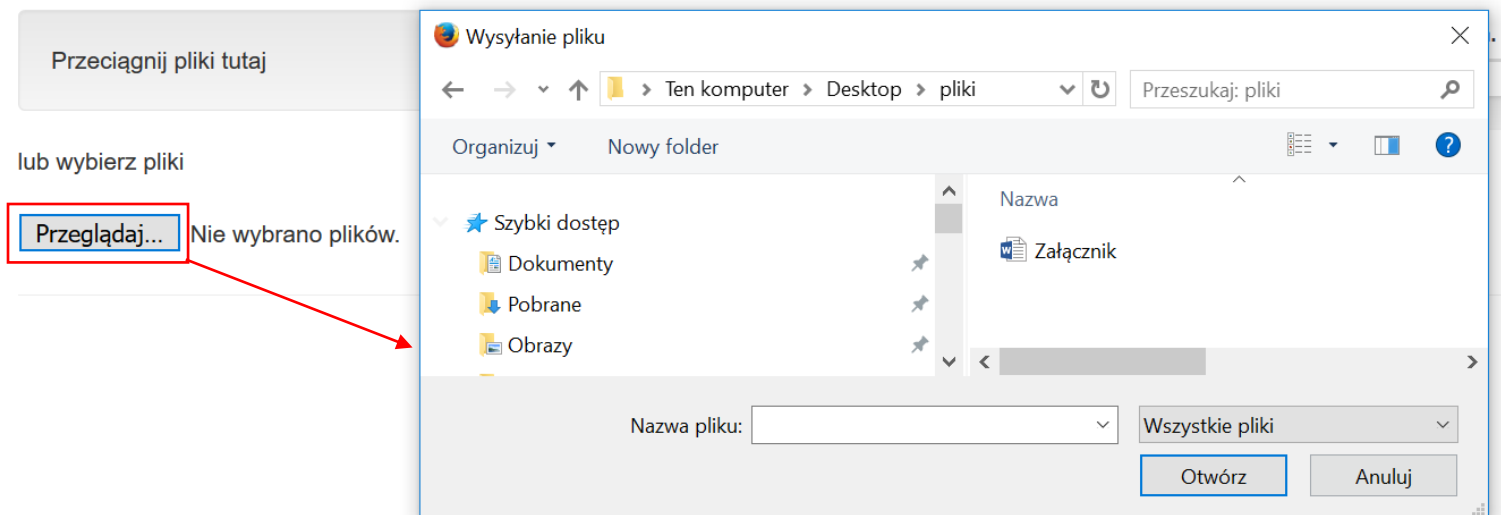 Przeciągnij pliki tutaj
lub wybierz pliki
Przeglądaj... Nie wybrano plików.
Wysyłanie pliku
Ten komputer > Desktop > pliki
Przeszukaj: pliki
Organizuj Nowy folder
Szybki dostęp
Dokumenty
Pobrane
Obrazy
Nazwa
Załącznik
Nazwa pliku:
Wszystkie pliki
Otwórz Anuluj